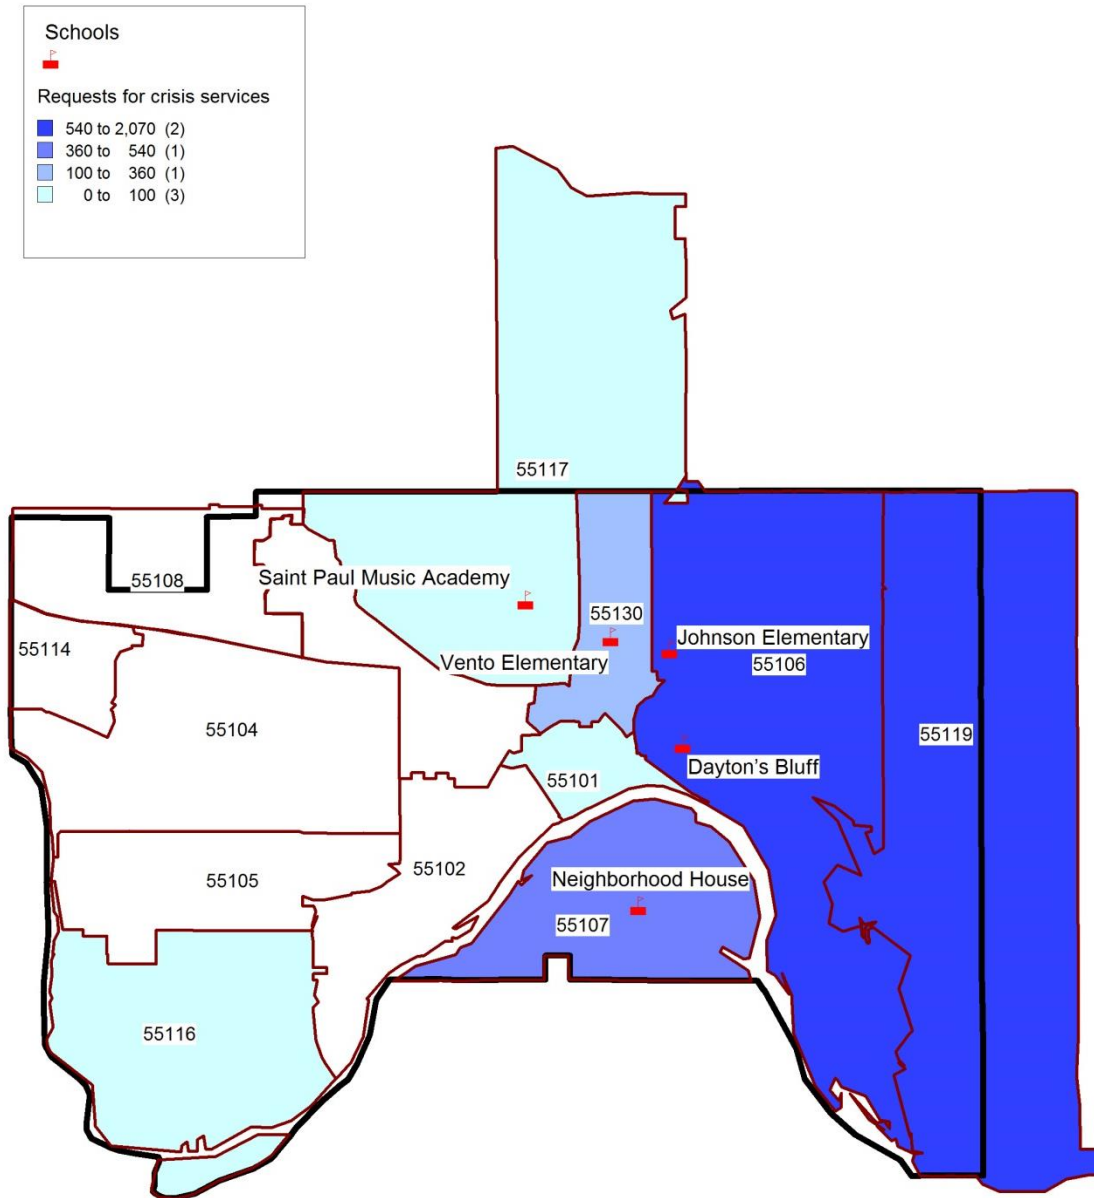 Schools
Requests for crisis services
540 to 2,070 (2)
360 to 540 (1)
100 to 360 (1)
0 to 100 (3)
55117
55108
Saint Paul Music Academy
55130
Johnson Elementary
55114
Vento Elementary
55106
55104
55119
Dayton's Bluff
55101
55105
55102
Neighborhood House
55107
55116